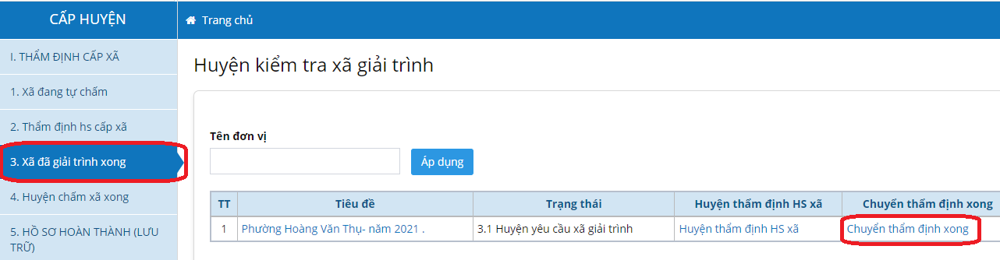 CẤP HUYỆN
Trang chủ
I. THẨM ĐỊNH CẤP XÃ
1. Xã đang tự chấm
2. Thẩm định hs cấp xã
3. Xã đã giải trình xong
4. Huyện chấm xã xong
5. HỒ SƠ HOÀN THÀNH (LƯU
TRỮ)
Huyện kiểm tra xã giải trình
Tên đơn vị
Áp dụng
TT Tiêu đề Trạng thái Huyện thẩm định HS xã Chuyển thẩm định xong
1 Phường Hoàng Văn Thụ- năm 2021 . 3.1 Huyện yêu cầu xã giải trình Huyện thẩm định HS xã Chuyển thẩm định xong